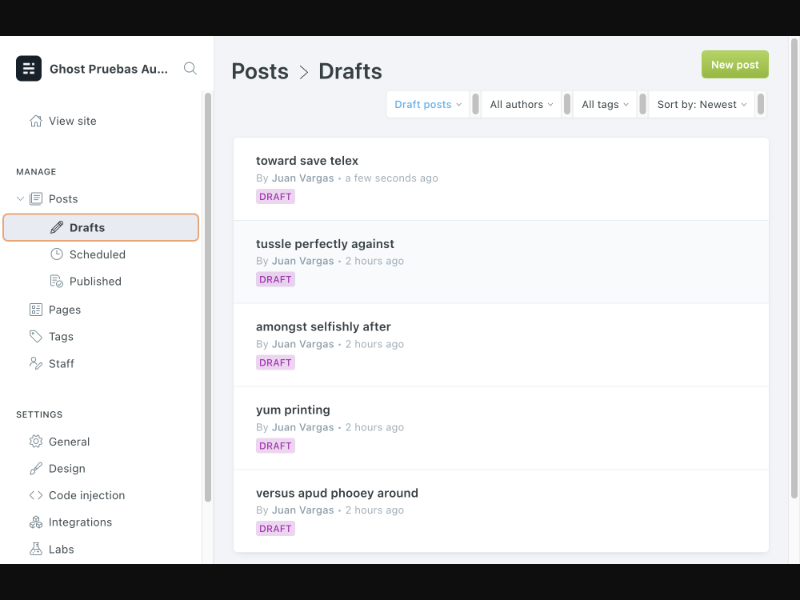 Ghost Pruebas Au...
View site
MANAGE
Posts
Drafts
Scheduled
Published
Pages
Tags
Staff
SETTINGS
General
Design
Code injection
Integrations
Labs
Posts > Drafts
New post
Draft posts
All authors
All tags
Sort by: Newest
toward save telex
By Juan Vargas • a few seconds ago
DRAFT
tussle perfectly against
By Juan Vargas • 2 hours ago
DRAFT
amongst selfishly after
By Juan Vargas • 2 hours ago
DRAFT
yum printing
By Juan Vargas • 2 hours ago
DRAFT
versus apud phooey around
By Juan Vargas • 2 hours ago
DRAFT